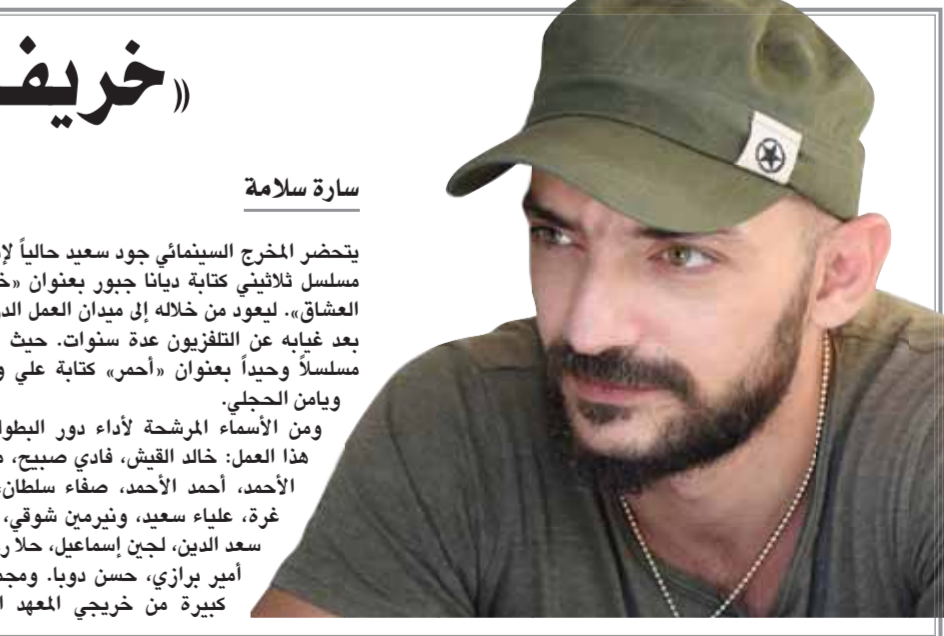 «خريف
سارة سلامة
يتحضر المخرج السينمائي جود سعيد حالياً
مسلسل ثلاثيني كتابة ديانا جبور بعنوان
العشاق». ليعود من خلاله إلى ميدان العمل
بعد غيابه عن التلفزيون عدة سنوات. حيث
مسلسلاً وحيداً بعنوان «أحمر» كتابة علي
ويامن الحجلي.
ومن الأسماء المرشحة لأداء دور
هذا العمل: خالد القيش، فادي صبيح،
الأحمد، أحمد الأحمد، صفاء سلطان،
غرة، علياء سعيد، ونيرمين شوقي،
سعد الدين، لجين إسماعيل، حلا
أمير برازي، حسن دوبا.
كبيرة من خريجي المعهد